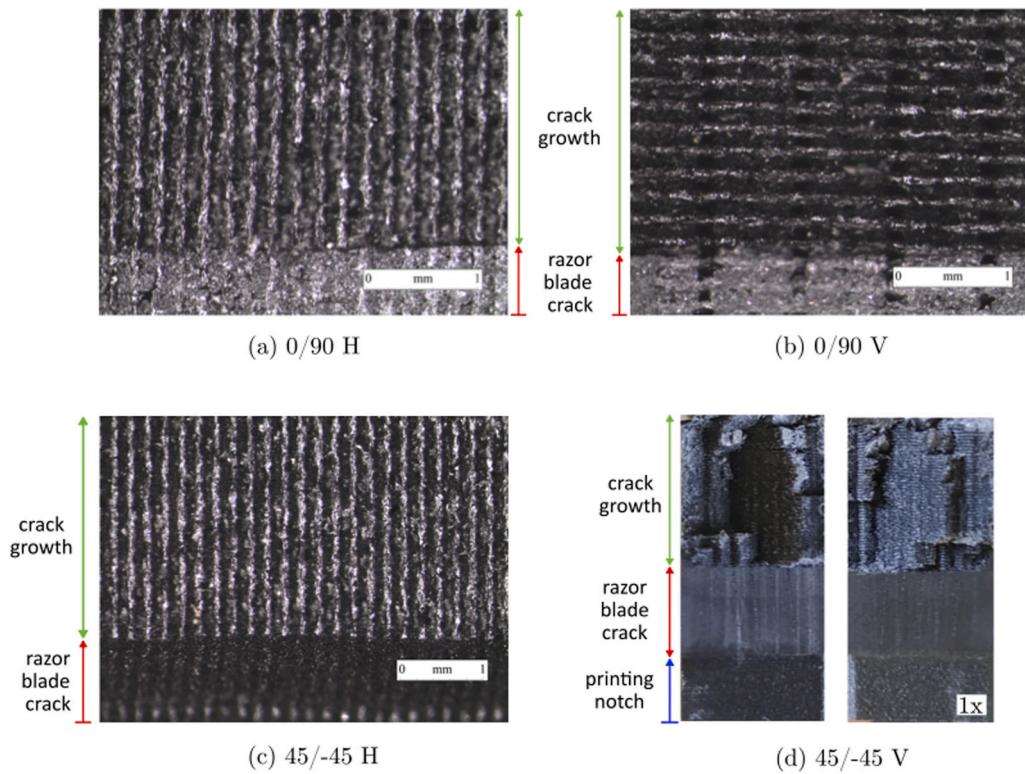 crack
growth
razor
blade
crack
0 mm 1
0 mm 1
(a) 0/90 H
(b) 0/90 V
crack
growth
razor
blade
crack
0 mm 1
crack
growth
razor
blade
crack
printing
notch
1x
(c) 45/-45 H
(d) 45/-45 V